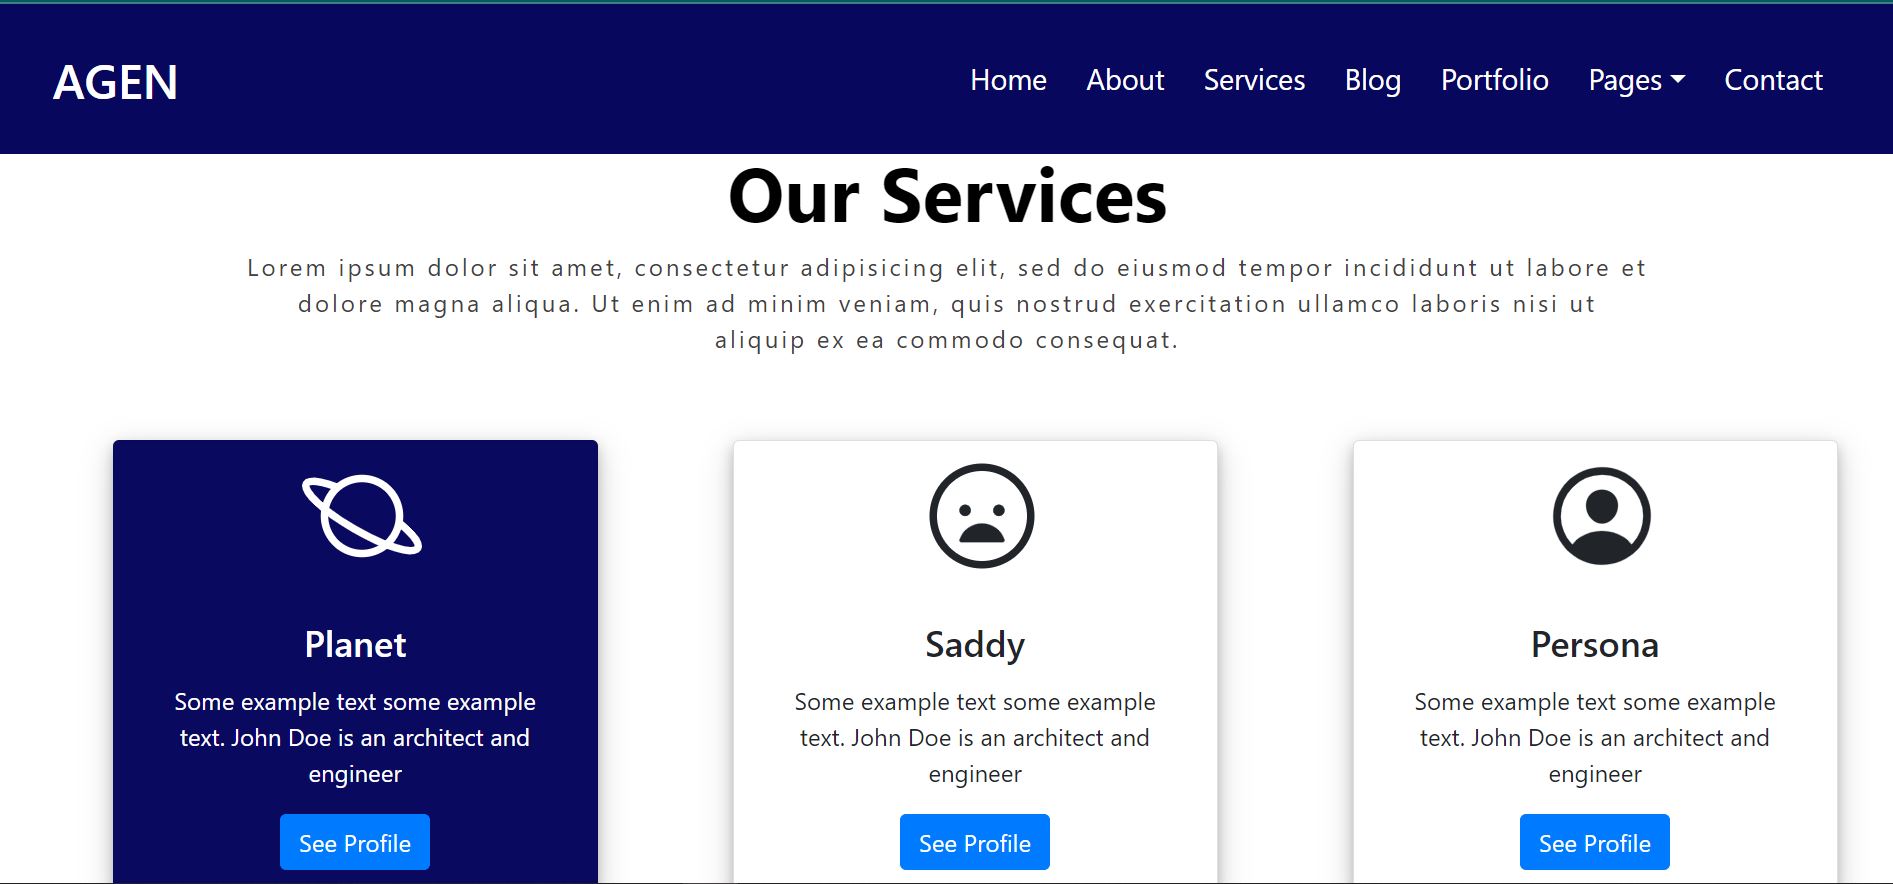 AGEN
Home About Services Blog Portfolio Pages Contact
Our Services
Lorem ipsum dolor sit amet, consectetur adipisicing elit, sed do eiusmod tempor incididunt ut labore et
dolore magna aliqua. Ut enim ad minim veniam, quis nostrud exercitation ullamco laboris nisi ut
aliquip ex ea commodo consequat.
Planet
Some example text some example
text. John Doe is an architect and
engineer
See Profile
Saddy
Some example text some example
text. John Doe is an architect and
engineer
See Profile
Persona
Some example text some example
text. John Doe is an architect and
engineer
See Profile